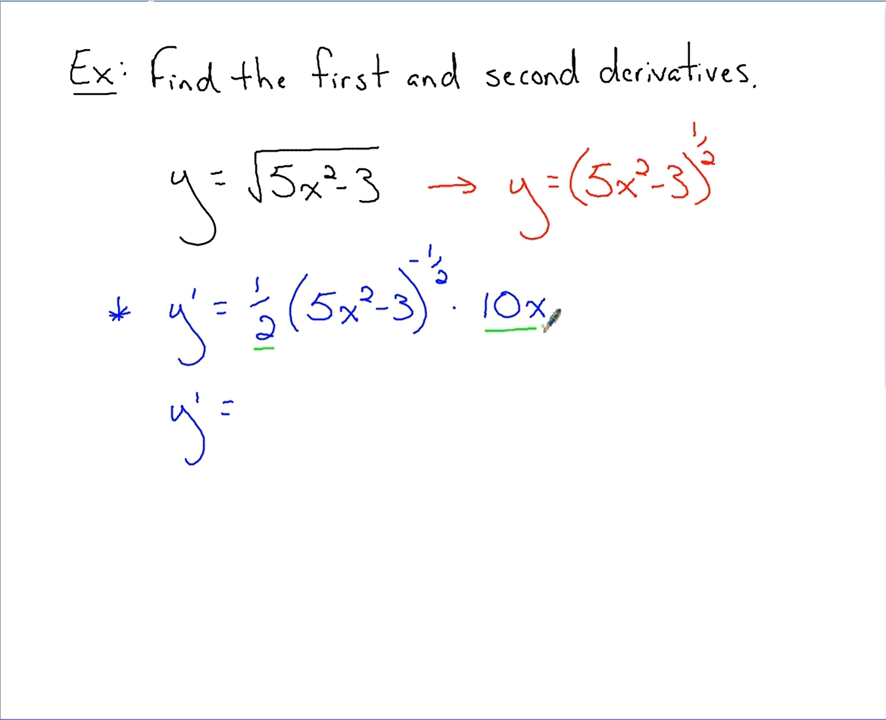 Ex: Find the first and second derivatives.
y = √(5x²-3) → y = (5x²-3)^(1/2)
* y' = 1/2 (5x²-3)^(-1/2) · 10x
y' =